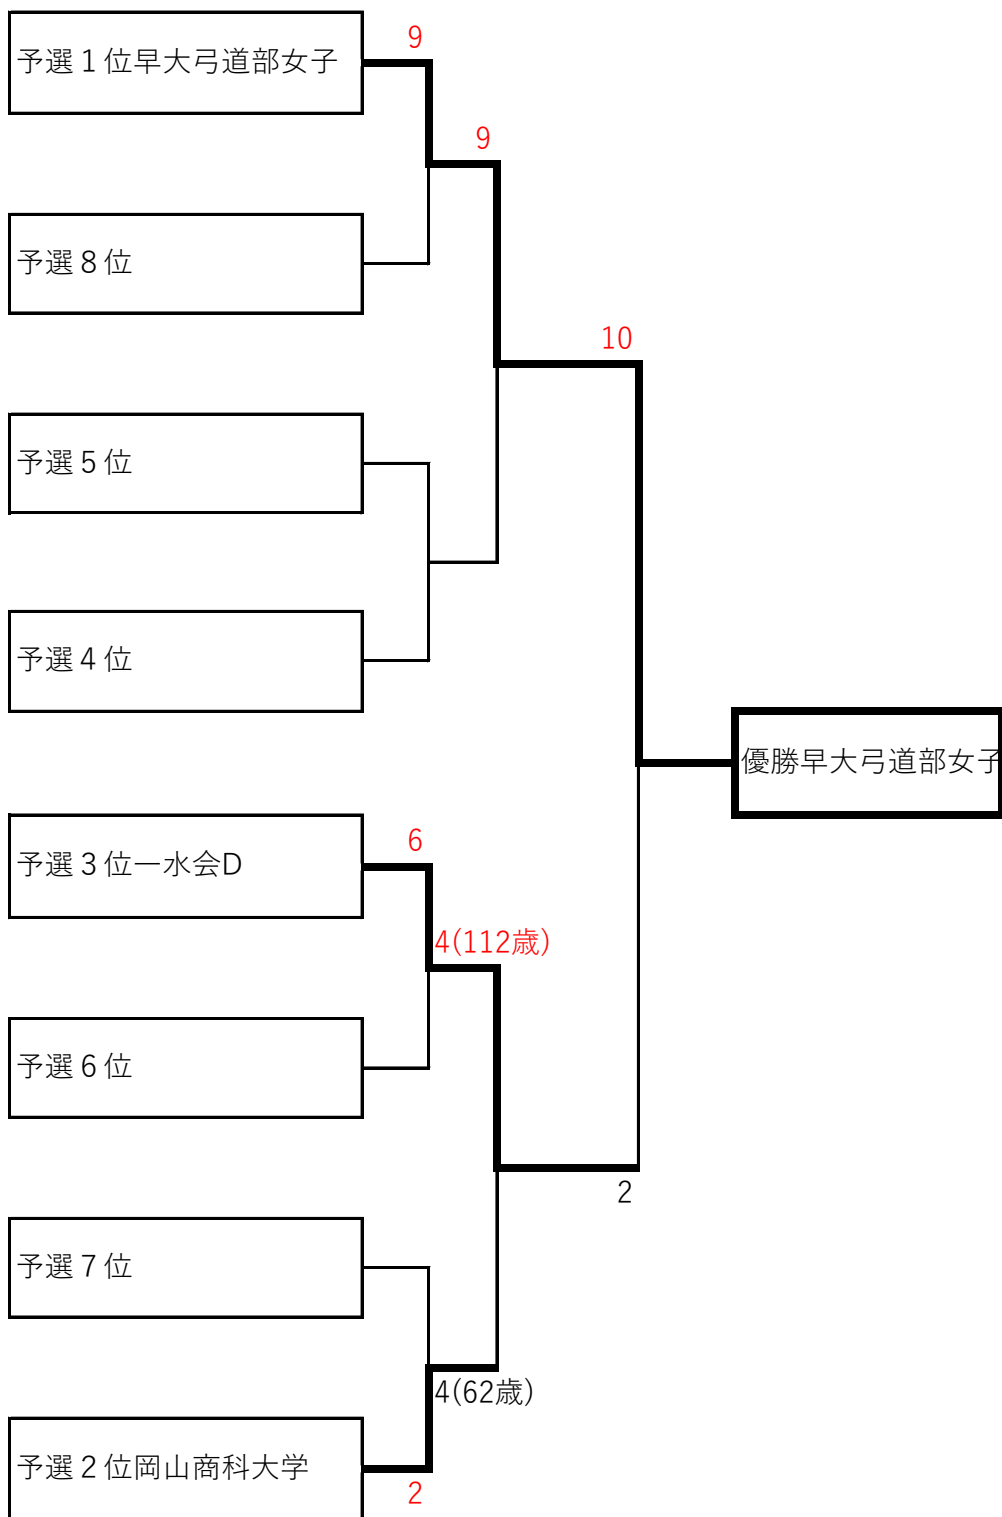 9
予選１位早大弓道部女子
9
予選８位
10
予選５位
予選４位
優勝早大弓道部女子
6
予選３位一水会D
4(112歳)
予選６位
2
予選７位
4(62歳)
予選２位岡山商科大学
2